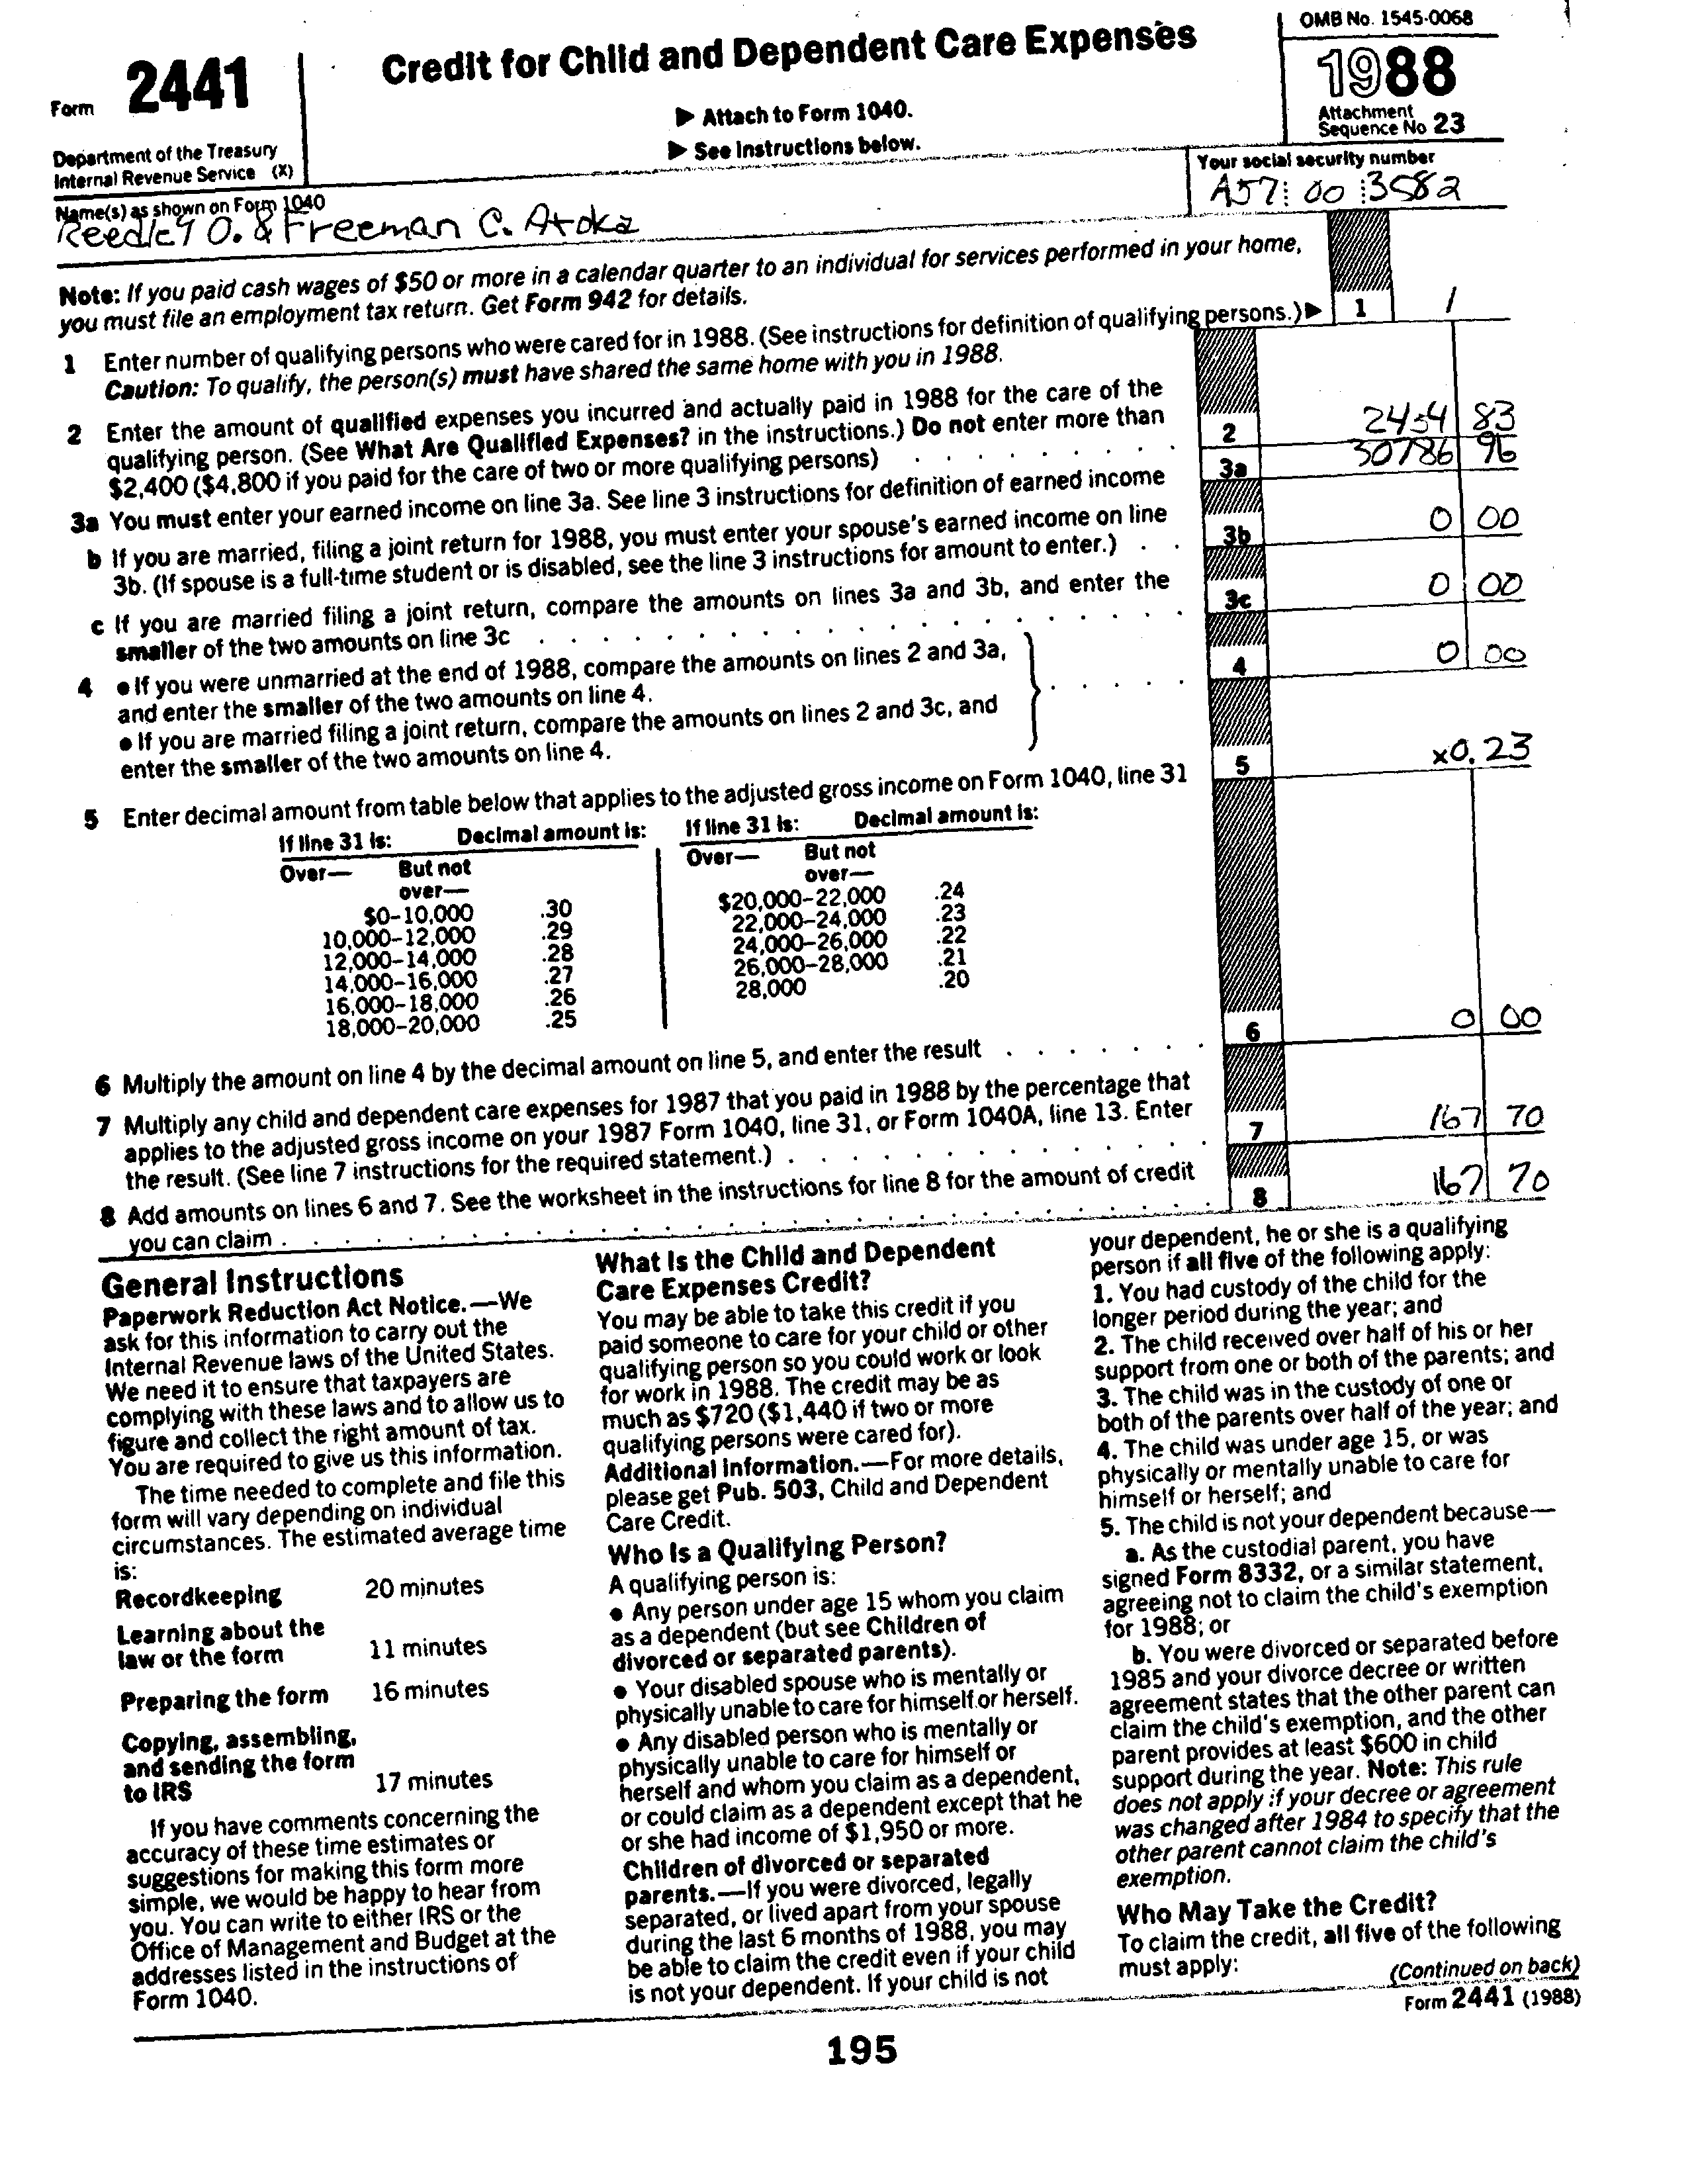 Form 2441
Department of the Treasury
Internal Revenue Service (X)
Credit for Child and Dependent Care Expenses
▶ Attach to Form 1040.
▶ See Instructions below.
OMB No. 1545-0068
1988
Attachment
Sequence No 23
Name(s) as shown on Form 1040
Reedley O. & Freeman C. Atoka
Your social security number
A57 00 3582
Note: If you paid cash wages of $50 or more in a calendar quarter to an individual for services performed in your home,
you must file an employment tax return. Get Form 942 for details.
1 Enter number of qualifying persons who were cared for in 1988. (See instructions for definition of qualifying persons.) ▶ 1 1
Caution: To qualify, the person(s) must have shared the same home with you in 1988.
2 Enter the amount of qualified expenses you incurred and actually paid in 1988 for the care of the
qualifying person. (See What Are Qualified Expenses? in the instructions.) Do not enter more than
$2,400 ($4,800 if you paid for the care of two or more qualifying persons) . . . . . . . . 2 2454 83
3a You must enter your earned income on line 3a. See line 3 instructions for definition of earned income 3a 30786 96
b If you are married, filing a joint return for 1988, you must enter your spouse's earned income on line
3b. (If spouse is a full-time student or is disabled, see the line 3 instructions for amount to enter.) . . 3b 0 00
c If you are married filing a joint return, compare the amounts on lines 3a and 3b, and enter the
smaller of the two amounts on line 3c . . . . . . . . . . . . . . . . . . 3c 0 00
4 ● If you were unmarried at the end of 1988, compare the amounts on lines 2 and 3a,
and enter the smaller of the two amounts on line 4.
● If you are married filing a joint return, compare the amounts on lines 2 and 3c, and
enter the smaller of the two amounts on line 4. . . . . . 4 0 00
5 Enter decimal amount from table below that applies to the adjusted gross income on Form 1040, line 31 5 x0.23
If line 31 is: Decimal amount is: If line 31 is: Decimal amount is:
Over— But not over— Over— But not over—
$0–10,000 .30 $20,000–22,000 .24
10,000–12,000 .29 22,000–24,000 .23
12,000–14,000 .28 24,000–26,000 .22
14,000–16,000 .27 26,000–28,000 .21
16,000–18,000 .26 28,000 .20
18,000–20,000 .25
6 Multiply the amount on line 4 by the decimal amount on line 5, and enter the result . . . . . . . 6 0 00
7 Multiply any child and dependent care expenses for 1987 that you paid in 1988 by the percentage that
applies to the adjusted gross income on your 1987 Form 1040, line 31, or Form 1040A, line 13. Enter
the result. (See line 7 instructions for the required statement.) . . . . . . . . . . . 7 167 70
8 Add amounts on lines 6 and 7. See the worksheet in the instructions for line 8 for the amount of credit
you can claim . . . . . . . . . . . . . . . . . . . . . . . . . . . 8 167 70
General Instructions
Paperwork Reduction Act Notice.—We
ask for this information to carry out the
Internal Revenue laws of the United States.
We need it to ensure that taxpayers are
complying with these laws and to allow us to
figure and collect the right amount of tax.
You are required to give us this information.
The time needed to complete and file this
form will vary depending on individual
circumstances. The estimated average time
is:
Recordkeeping 20 minutes
Learning about the
law or the form 11 minutes
Preparing the form 16 minutes
Copying, assembling,
and sending the form
to IRS 17 minutes
If you have comments concerning the
accuracy of these time estimates or
suggestions for making this form more
simple, we would be happy to hear from
you. You can write to either IRS or the
Office of Management and Budget at the
addresses listed in the instructions of
Form 1040.
What Is the Child and Dependent
Care Expenses Credit?
You may be able to take this credit if you
paid someone to care for your child or other
qualifying person so you could work or look
for work in 1988. The credit may be as
much as $720 ($1,440 if two or more
qualifying persons were cared for).
Additional information.—For more details,
please get Pub. 503, Child and Dependent
Care Credit.
Who Is a Qualifying Person?
A qualifying person is:
● Any person under age 15 whom you claim
as a dependent (but see Children of
divorced or separated parents).
● Your disabled spouse who is mentally or
physically unable to care for himself or herself.
● Any disabled person who is mentally or
physically unable to care for himself or
herself and whom you claim as a dependent,
or could claim as a dependent except that he
or she had income of $1,950 or more.
Children of divorced or separated
parents.—If you were divorced, legally
separated, or lived apart from your spouse
during the last 6 months of 1988, you may
be able to claim the credit even if your child
is not your dependent. If your child is not
your dependent, he or she is a qualifying
person if all five of the following apply:
1. You had custody of the child for the
longer period during the year; and
2. The child received over half of his or her
support from one or both of the parents; and
3. The child was in the custody of one or
both of the parents over half of the year; and
4. The child was under age 15, or was
physically or mentally unable to care for
himself or herself; and
5. The child is not your dependent because—
a. As the custodial parent, you have
signed Form 8332, or a similar statement,
agreeing not to claim the child's exemption
for 1988; or
b. You were divorced or separated before
1985 and your divorce decree or written
agreement states that the other parent can
claim the child's exemption, and the other
parent provides at least $600 in child
support during the year. Note: This rule
does not apply if your decree or agreement
was changed after 1984 to specify that the
other parent cannot claim the child's
exemption.
Who May Take the Credit?
To claim the credit, all five of the following
must apply:
(Continued on back)
Form 2441 (1988)
195